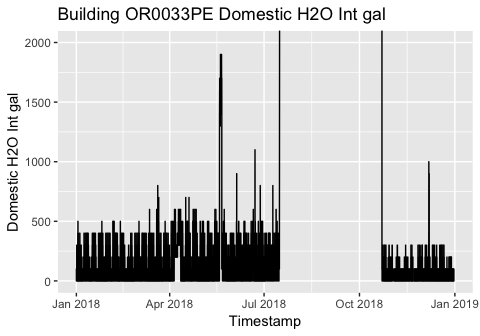 Building OR0033PE Domestic H2O Int gal
Domestic H2O Int gal
2000
1500
1000
500
0
Jan 2018
Apr 2018
Jul 2018
Oct 2018
Jan 2019
Timestamp